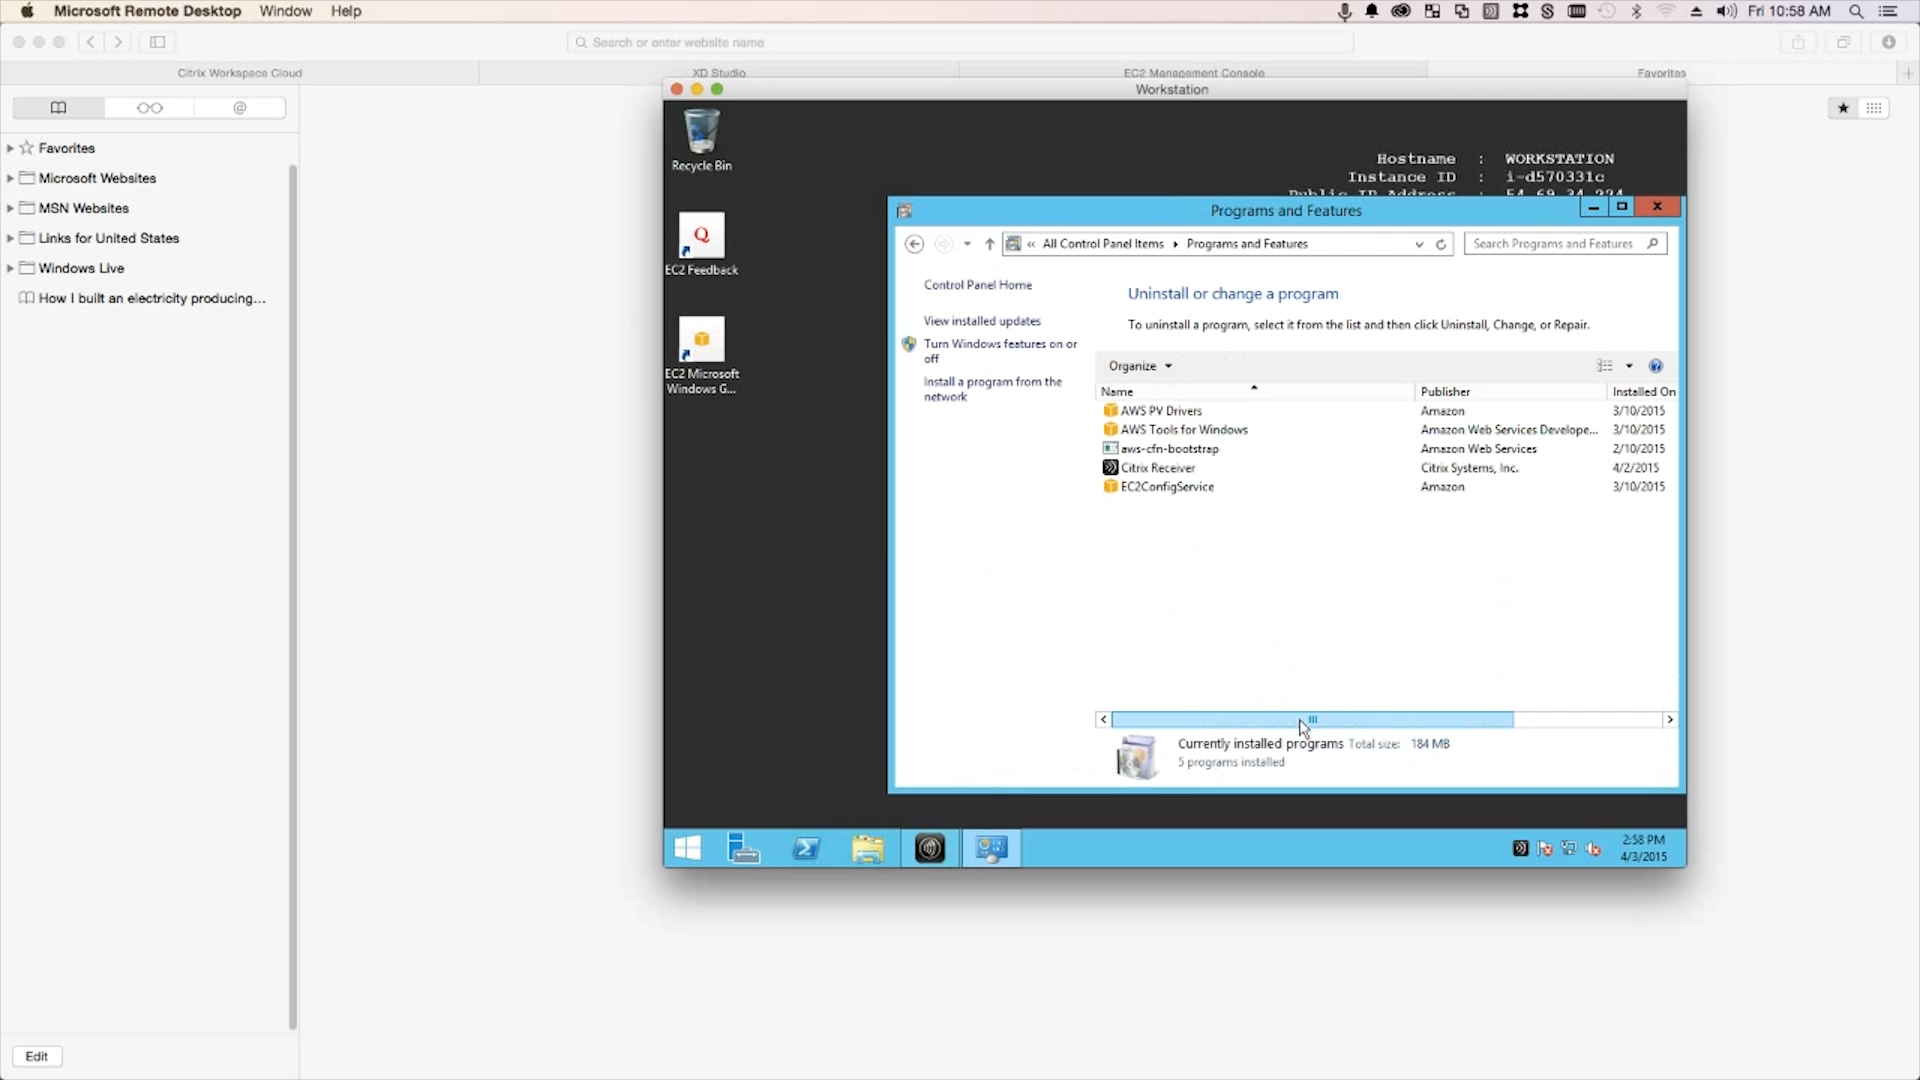 Microsoft Remote Desktop Window Help
Fri 10:58 AM
Search or enter website name
Citrix Workspace Cloud
XD Studio
EC2 Management Console
Favorites
Favorites
Microsoft Websites
MSN Websites
Links for United States
Windows Live
How I built an electricity producing...
Edit
Workstation
Recycle Bin
EC2 Feedback
EC2 Microsoft
Windows G...
Hostname : WORKSTATION
Instance ID : i-d570331c
Public IP Address : 54.69.34.224
Programs and Features
« All Control Panel Items ▸ Programs and Features
Search Programs and Features
Control Panel Home
View installed updates
Turn Windows features on or
off
Install a program from the
network
Uninstall or change a program
To uninstall a program, select it from the list and then click Uninstall, Change, or Repair.
Organize
Name Publisher Installed On
AWS PV Drivers Amazon 3/10/2015
AWS Tools for Windows Amazon Web Services Develope... 3/10/2015
aws-cfn-bootstrap Amazon Web Services 2/10/2015
Citrix Receiver Citrix Systems, Inc. 4/2/2015
EC2ConfigService Amazon 3/10/2015
Currently installed programs Total size: 184 MB
5 programs installed
2:58 PM
4/3/2015